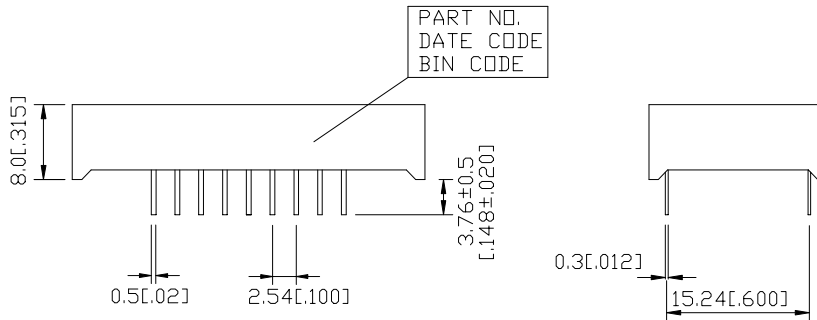 PART NO.
DATE CODE
BIN CODE
8.0[.315]
3.76±0.5
[.148±.020]
0.5[.02]
2.54[.100]
0.3[.012]
15.24[.600]